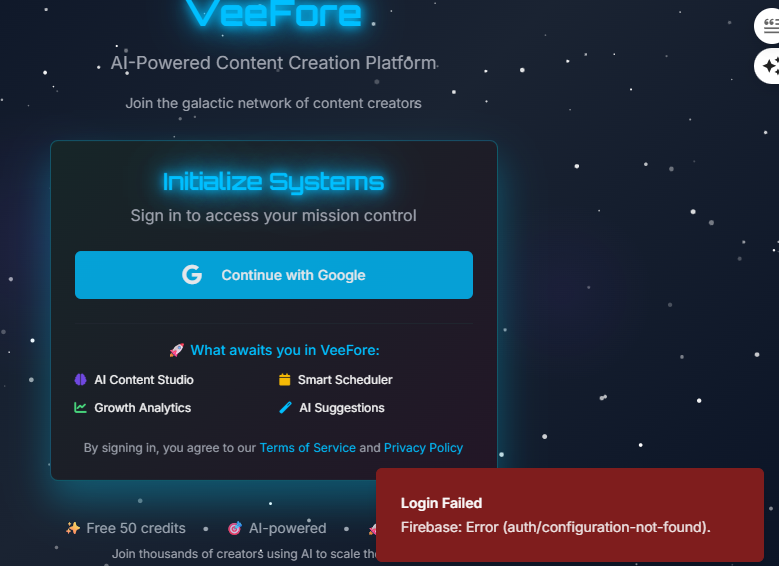 VeeFore
AI-Powered Content Creation Platform
Join the galactic network of content creators
Initialize Systems
Sign in to access your mission control
Continue with Google
🚀 What awaits you in VeeFore:
AI Content Studio
Smart Scheduler
Growth Analytics
AI Suggestions
By signing in, you agree to our Terms of Service and Privacy Policy
✨ Free 50 credits • 🎯 AI-powered • 🚀
Join thousands of creators using AI to scale
Login Failed
Firebase: Error (auth/configuration-not-found).